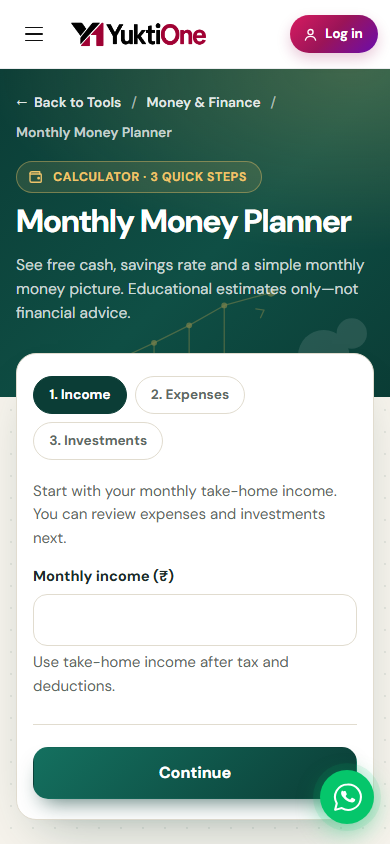 YuktiOne
Log in
← Back to Tools / Money & Finance /
Monthly Money Planner
CALCULATOR · 3 QUICK STEPS
Monthly Money Planner
See free cash, savings rate and a simple monthly
money picture. Educational estimates only—not
financial advice.
1. Income
2. Expenses
3. Investments
Start with your monthly take-home income.
You can review expenses and investments
next.
Monthly income (₹)
Use take-home income after tax and
deductions.
Continue